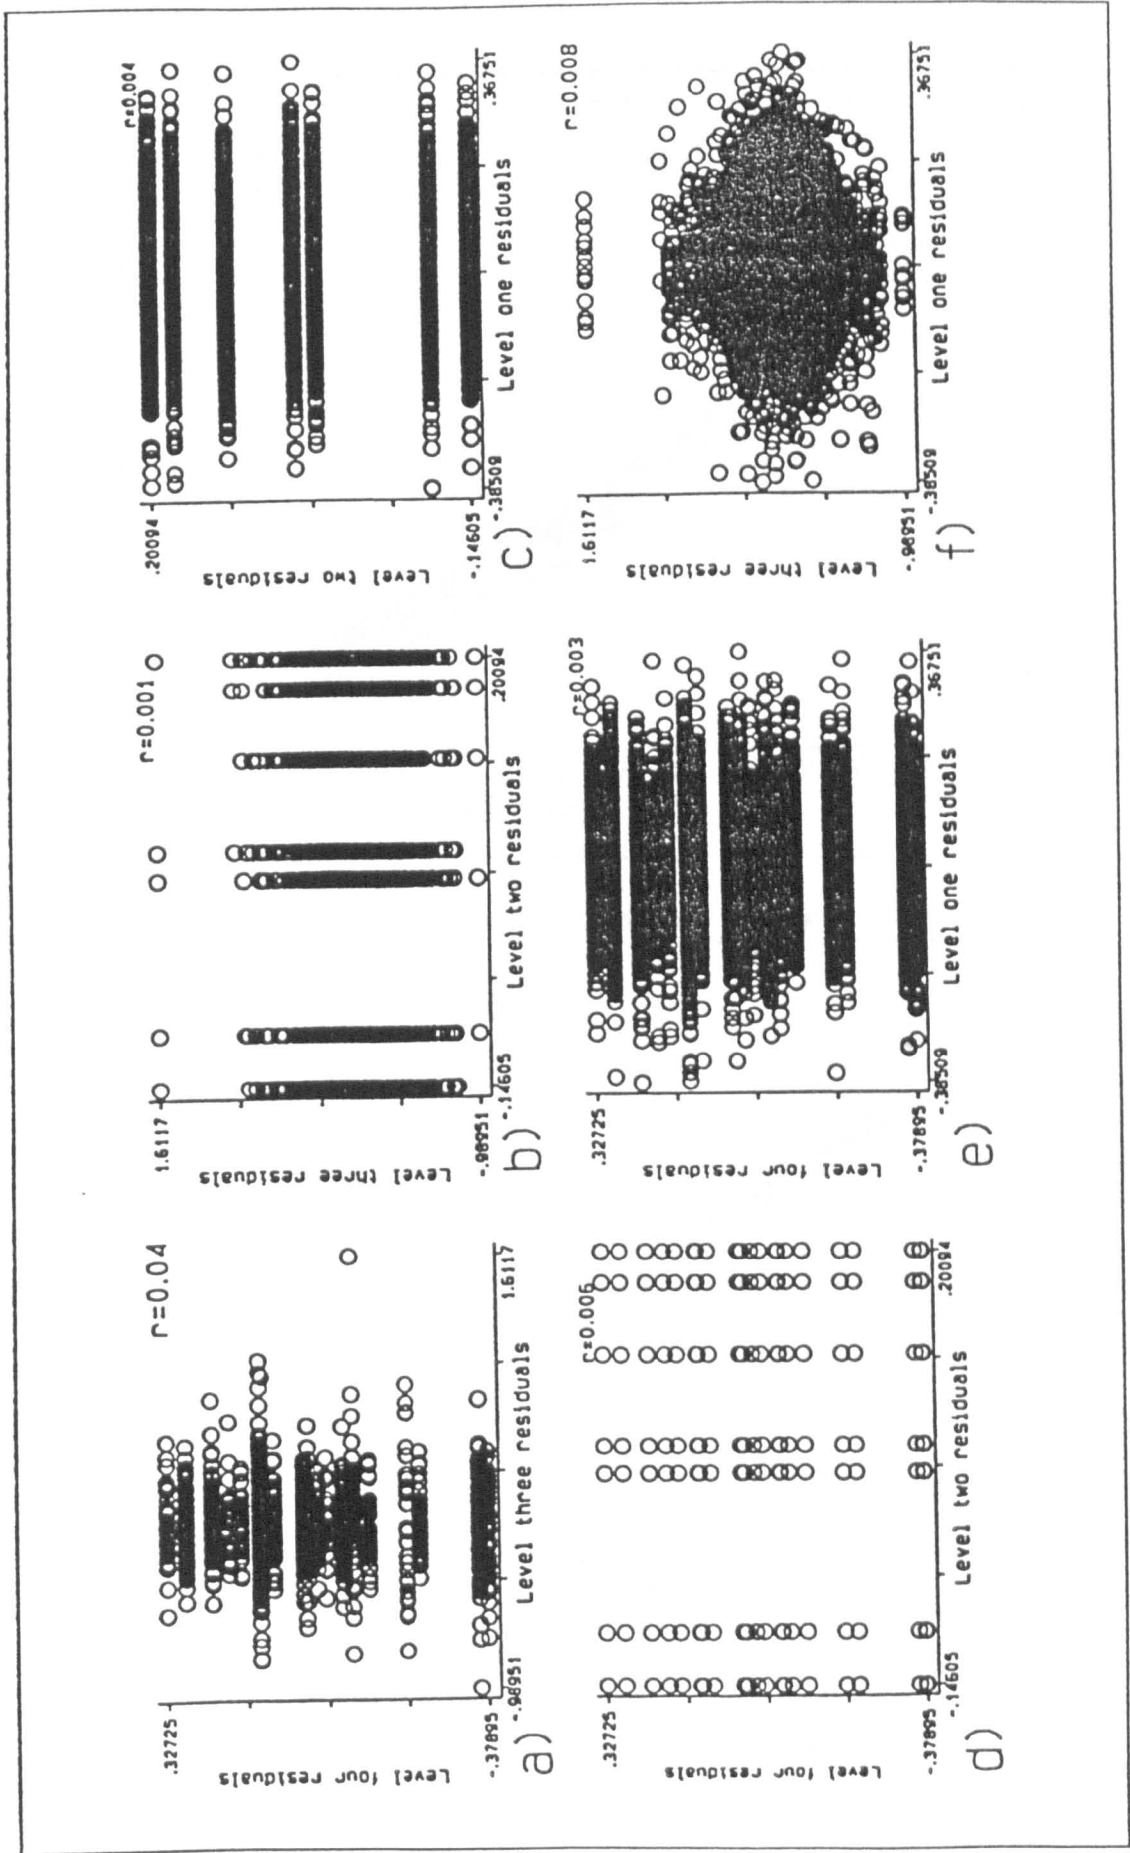 r=0.04
.32725
Level four residuals
-.37895
-.98951
1.6117
Level three residuals
a)
r=0.001
1.6117
Level three residuals
-.98951
-.14605
.20094
Level two residuals
b)
r=0.004
.20094
Level two residuals
-.14605
-.38509
.36751
Level one residuals
c)
r=0.006
.32725
Level four residuals
-.37895
-.14605
.20094
Level two residuals
d)
r=0.003
.32725
Level four residuals
-.37895
-.38509
.36751
Level one residuals
e)
r=0.008
1.6117
Level three residuals
-.98951
-.38509
.36751
Level one residuals
f)